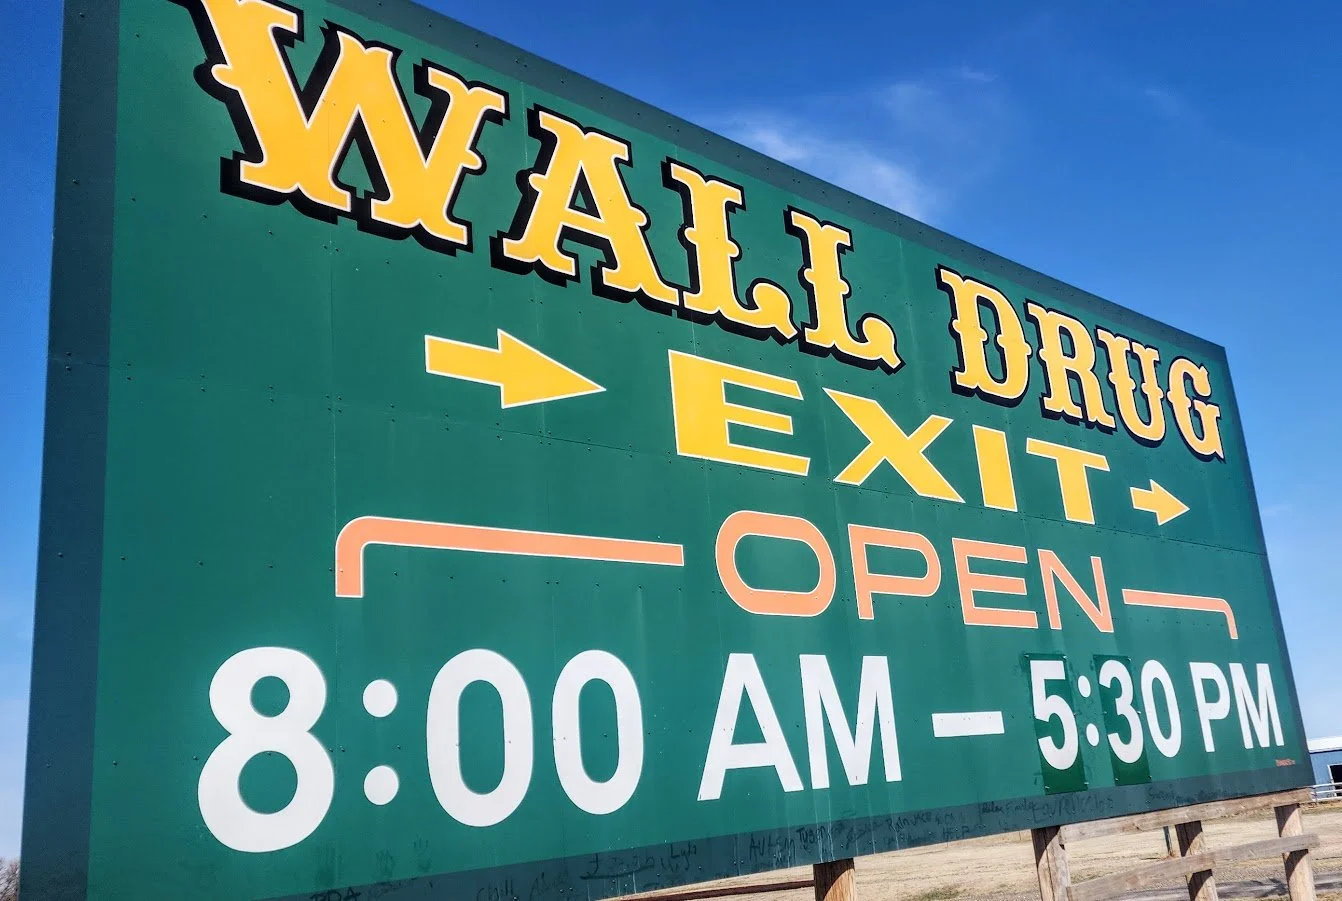 WALL DRUG
EXIT
OPEN
8:00 AM – 5:30 PM